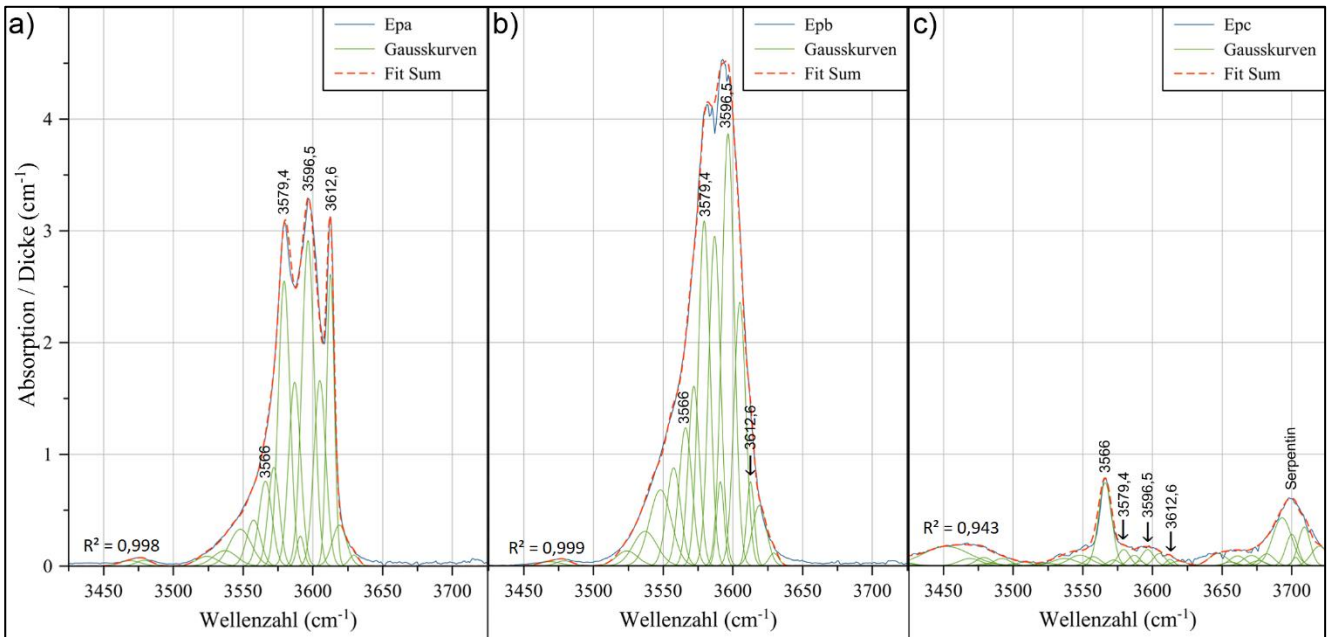 a)
Epa
Gausskurven
Fit Sum
b)
Epb
Gausskurven
Fit Sum
c)
Epc
Gausskurven
Fit Sum
Absorption / Dicke (cm⁻¹)
4
3
2
1
0
3566
3579,4
3596,5
3612,6
R² = 0,998
3450 3500 3550 3600 3650 3700
Wellenzahl (cm⁻¹)
3566
3579,4
3596,5
3612,6
R² = 0,999
3450 3500 3550 3600 3650 3700
Wellenzahl (cm⁻¹)
3566
3579,4
3596,5
3612,6
Serpentin
R² = 0,943
3450 3500 3550 3600 3650 3700
Wellenzahl (cm⁻¹)